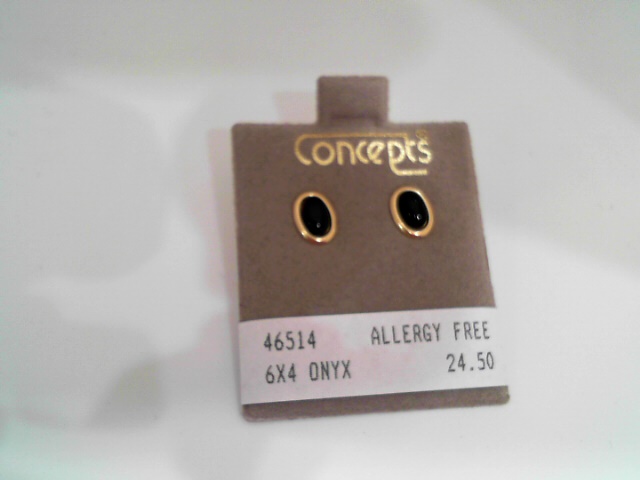 Concepts®
46514 ALLERGY FREE
6X4 ONYX 24.50